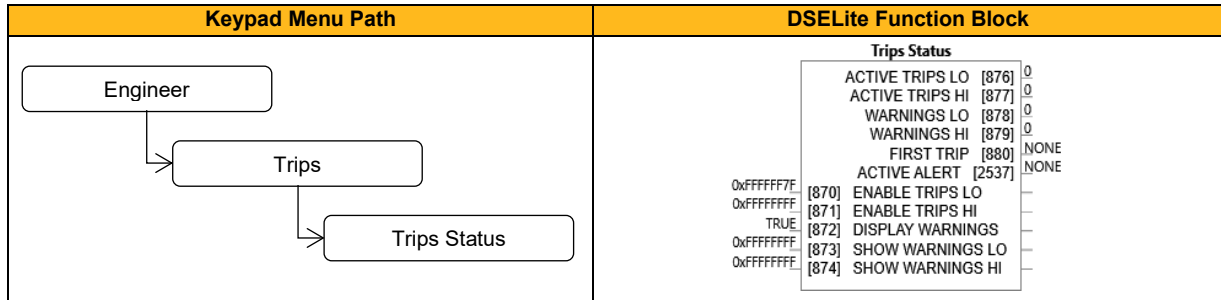 Keypad Menu Path
DSELite Function Block
Engineer
Trips
Trips Status
Trips Status
ACTIVE TRIPS LO [876] 0
ACTIVE TRIPS HI [877] 0
WARNINGS LO [878] 0
WARNINGS HI [879] 0
FIRST TRIP [880] NONE
ACTIVE ALERT [2537] NONE
0xFFFFFF7F [870] ENABLE TRIPS LO
0xFFFFFFFF [871] ENABLE TRIPS HI
TRUE [872] DISPLAY WARNINGS
0xFFFFFFFF [873] SHOW WARNINGS LO
0xFFFFFFFF [874] SHOW WARNINGS HI